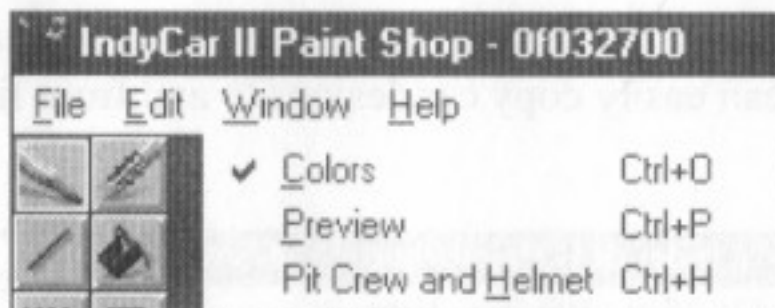 IndyCar II Paint Shop - 0f032700
File Edit Window Help
✔ Colors Ctrl+O
Preview Ctrl+P
Pit Crew and Helmet Ctrl+H